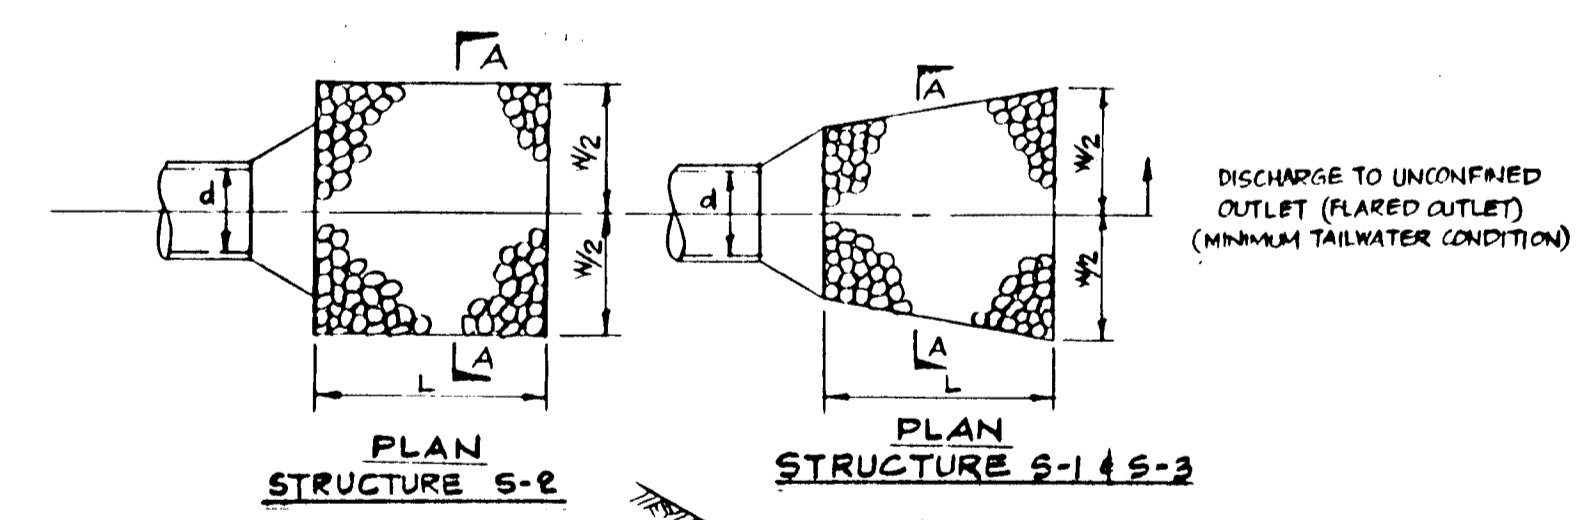 A
d
W/2
W/2
A
L
PLAN
STRUCTURE S-2
A
d
W/2
W/2
A
L
PLAN
STRUCTURE S-1 & S-3
DISCHARGE TO UNCONFINED
OUTLET (FLARED OUTLET)
(MINIMUM TAILWATER CONDITION)